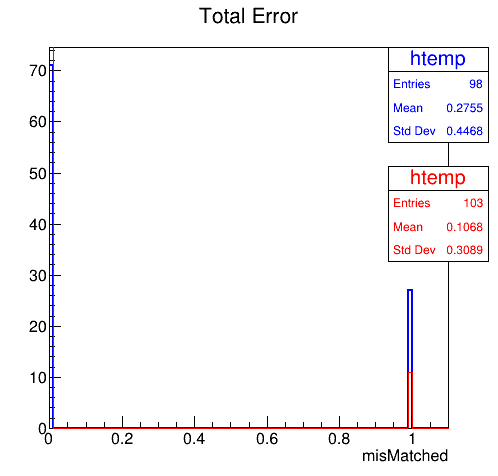 Total Error
htemp
Entries 98
Mean 0.2755
Std Dev 0.4468
htemp
Entries 103
Mean 0.1068
Std Dev 0.3089
70
60
50
40
30
20
10
0
0 0.2 0.4 0.6 0.8 1
misMatched